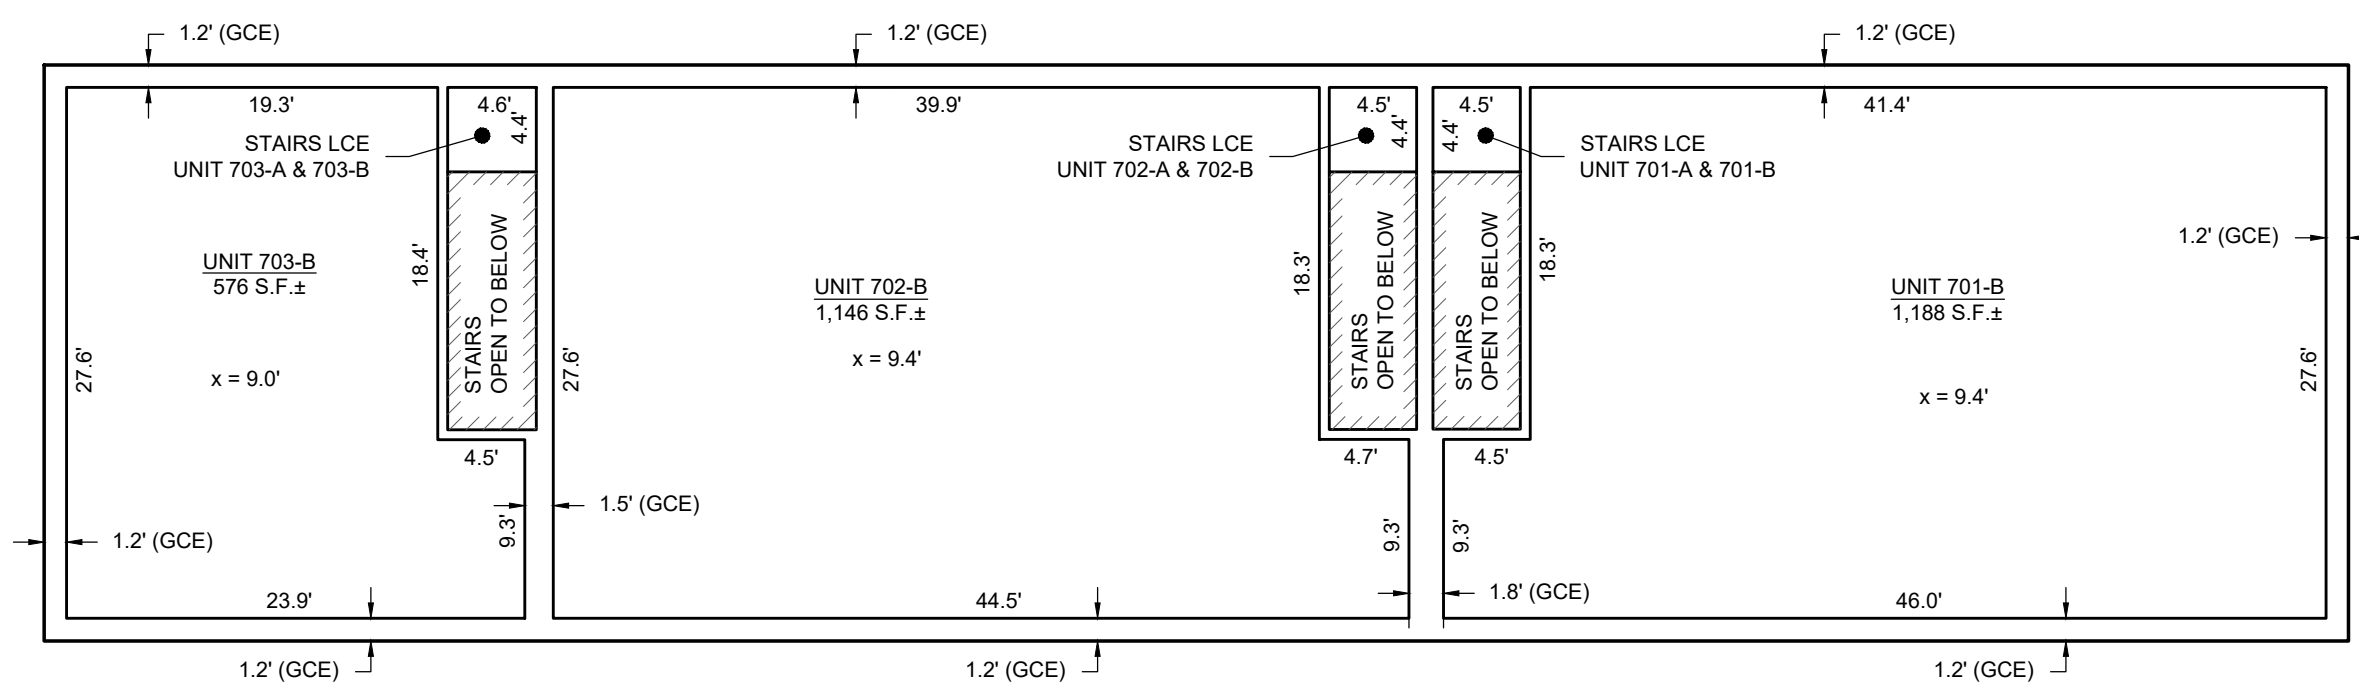 1.2' (GCE)
1.2' (GCE)
1.2' (GCE)
19.3'
4.6'
39.9'
4.5'
4.5'
41.4'
4.4'
4.4'
4.4'
STAIRS LCE
UNIT 703-A & 703-B
STAIRS LCE
UNIT 702-A & 702-B
STAIRS LCE
UNIT 701-A & 701-B
1.2' (GCE)
UNIT 703-B
576 S.F.±
18.4'
STAIRS
OPEN TO BELOW
UNIT 702-B
1,146 S.F.±
18.3'
STAIRS
OPEN TO BELOW
STAIRS
OPEN TO BELOW
18.3'
UNIT 701-B
1,188 S.F.±
27.6'
x = 9.0'
27.6'
x = 9.4'
x = 9.4'
27.6'
4.5'
4.7'
4.5'
1.5' (GCE)
9.3'
9.3'
9.3'
1.2' (GCE)
23.9'
44.5'
1.8' (GCE)
46.0'
1.2' (GCE)
1.2' (GCE)
1.2' (GCE)